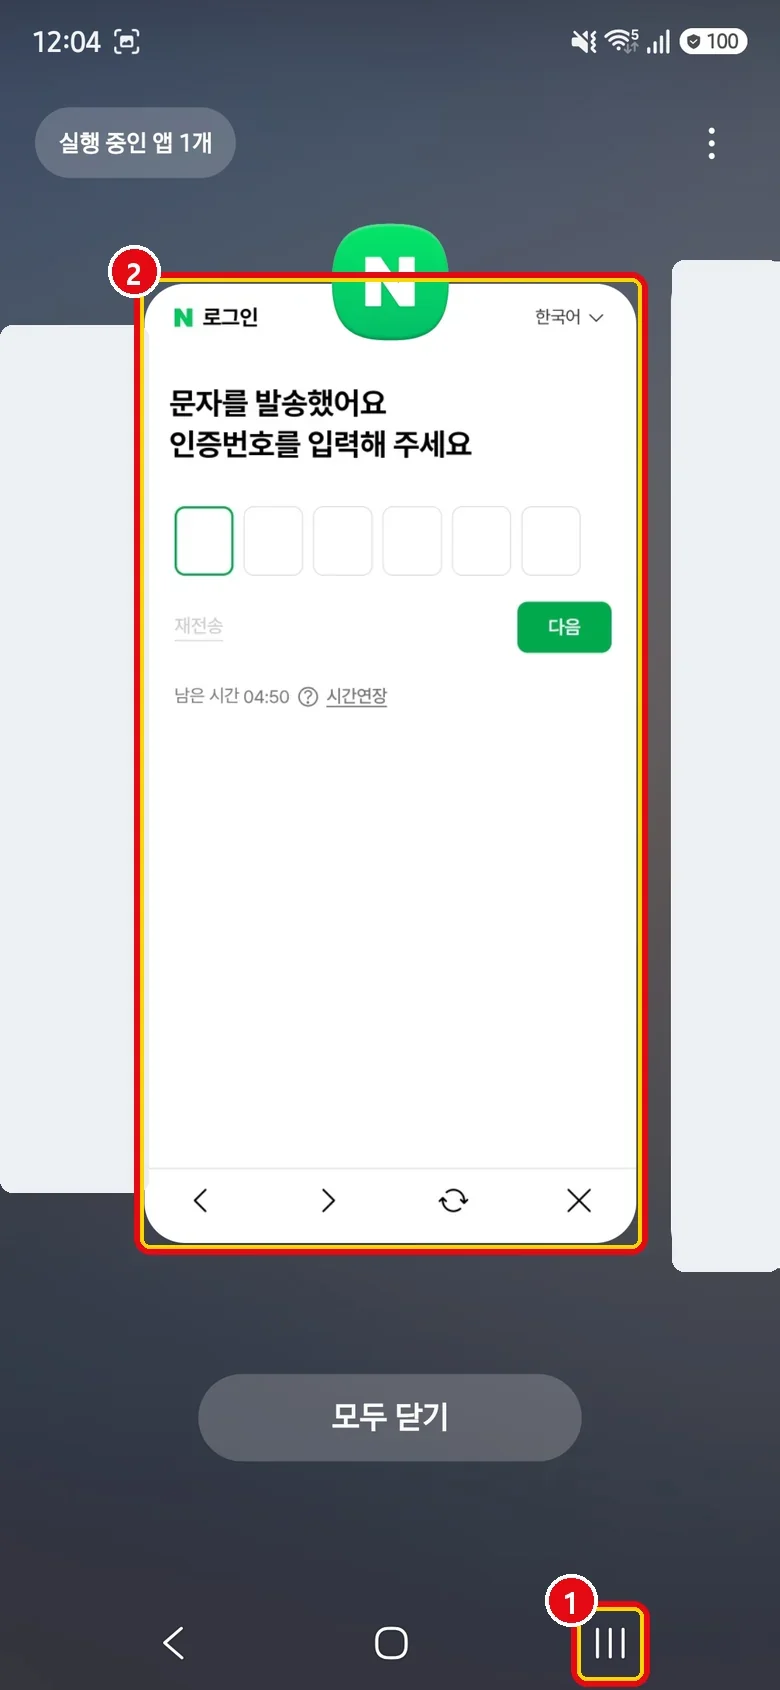 12:04
5
100
실행 중인 앱 1개
2
N
N 로그인
한국어
문자를 발송했어요
인증번호를 입력해 주세요
재전송
다음
남은 시간 04:50 ? 시간연장
모두 닫기
1